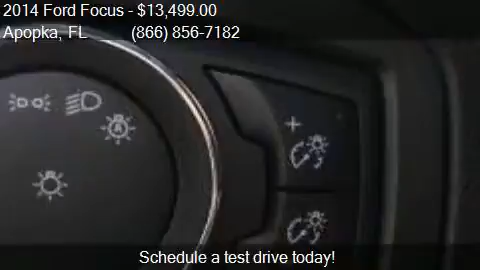 2014 Ford Focus - $13,499.00
Apopka, FL (866) 856-7182
A
+
Schedule a test drive today!